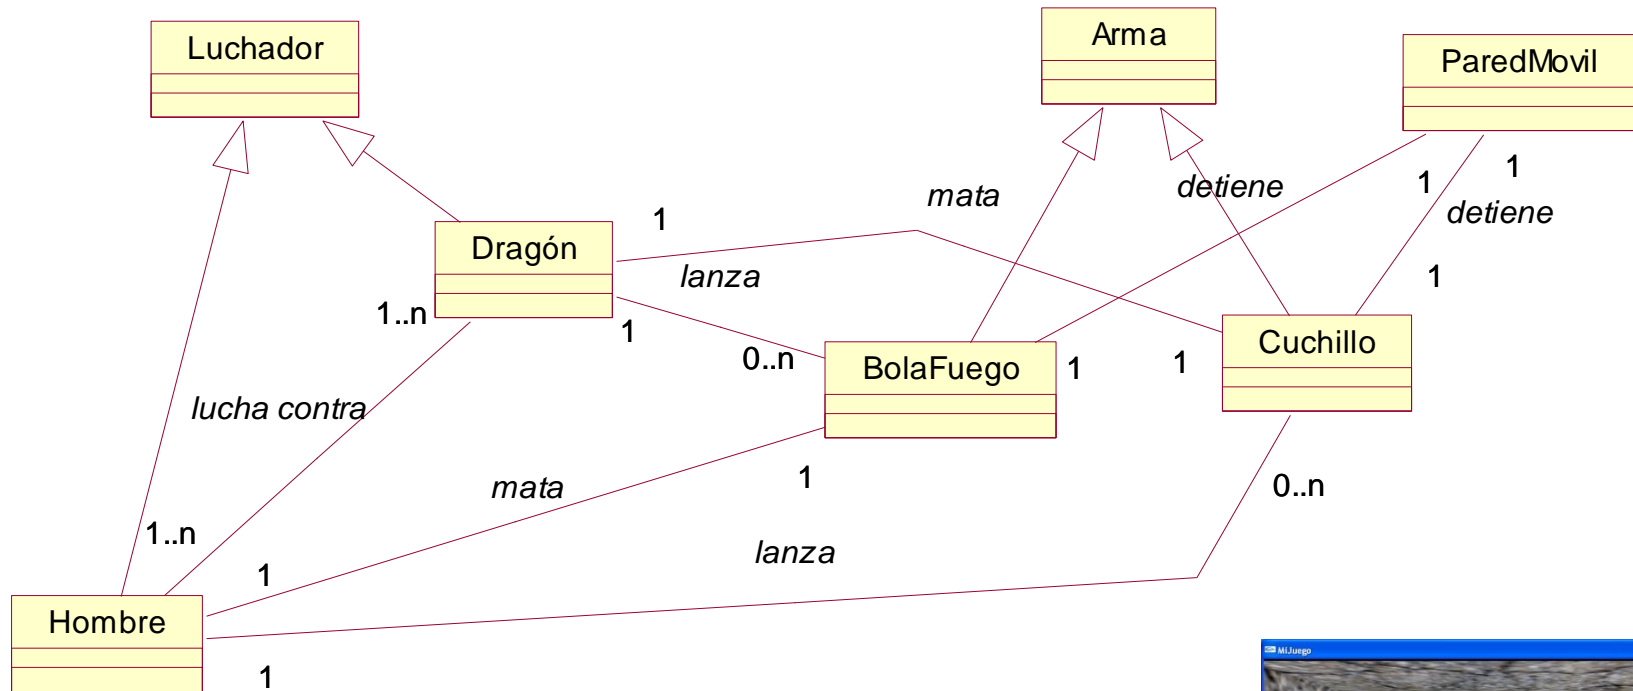 Luchador
Arma
ParedMovil
mata
detiene
1
1
detiene
1
Dragón
lanza
1
1..n
1
0..n
BolaFuego
1
1
Cuchillo
lucha contra
mata
1
0..n
1..n
1
lanza
Hombre
1
MiJuego